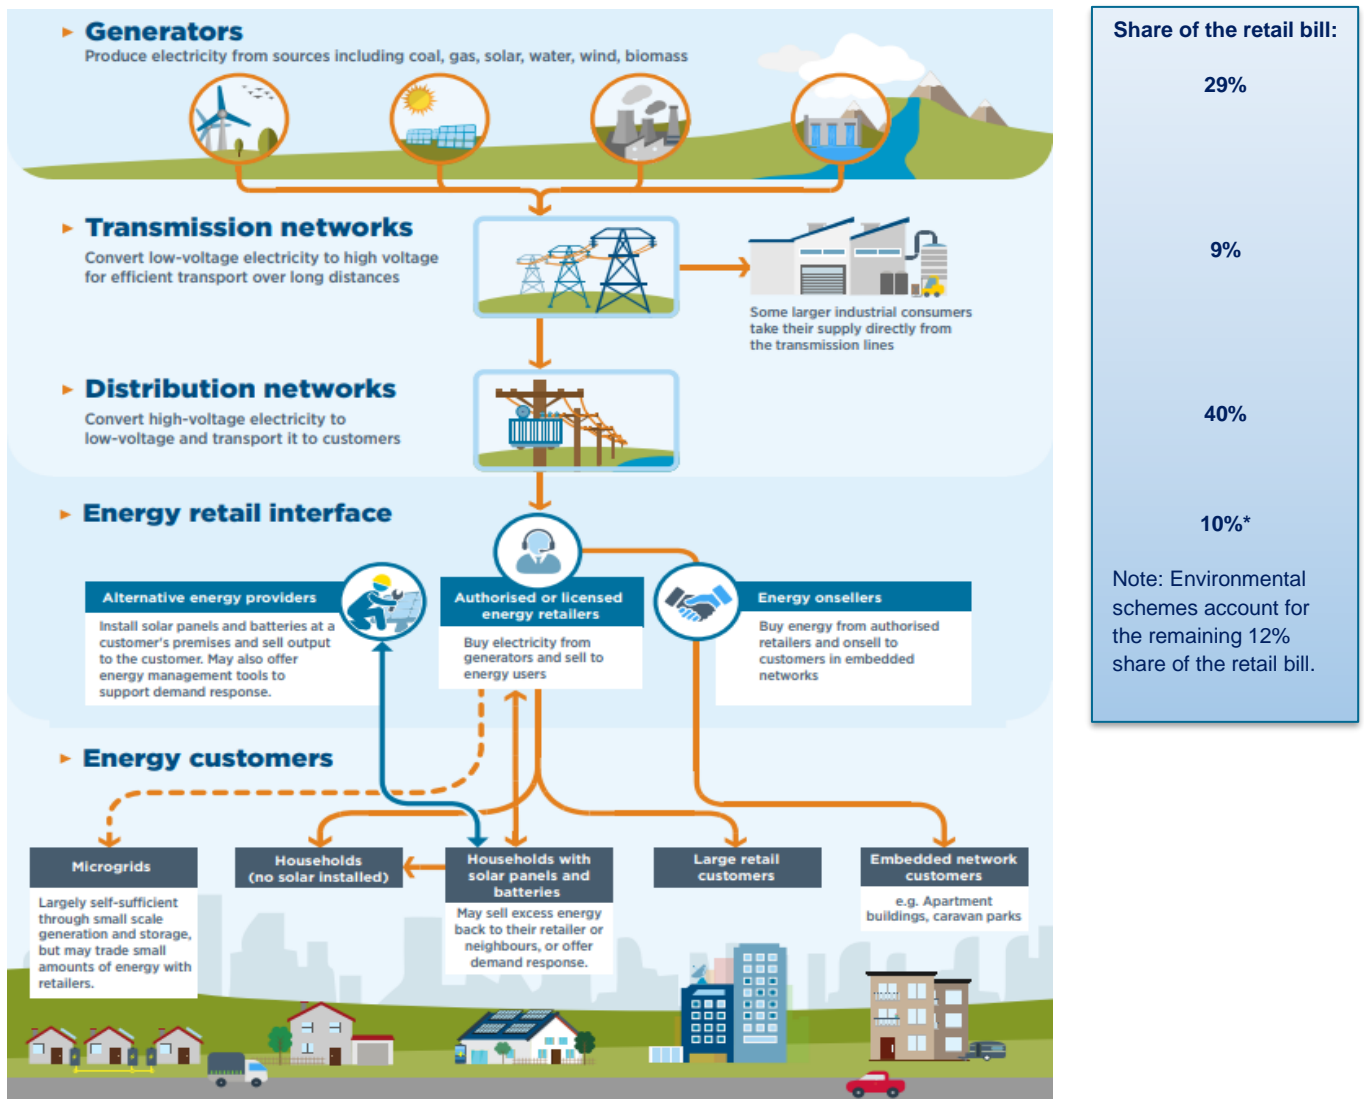 Generators
Produce electricity from sources including coal, gas, solar, water, wind, biomass
Transmission networks
Convert low-voltage electricity to high voltage
for efficient transport over long distances
Some larger industrial consumers
take their supply directly from
the transmission lines
Distribution networks
Convert high-voltage electricity to
low-voltage and transport it to customers
Energy retail interface
Alternative energy providers
Install solar panels and batteries at a
customer's premises and sell output
to the customer. May also offer
energy management tools to
support demand response.
Authorised or licensed
energy retailers
Buy electricity from
generators and sell to
energy users
Energy onsellers
Buy energy from authorised
retailers and onsell to
customers in embedded
networks
Energy customers
Microgrids
Largely self-sufficient
through small scale
generation and storage,
but may trade small
amounts of energy with
retailers.
Households
(no solar installed)
Households with
solar panels and
batteries
May sell excess energy
back to their retailer or
neighbours, or offer
demand response.
Large retail
customers
Embedded network
customers
e.g. Apartment
buildings, caravan parks
Share of the retail bill:
29%
9%
40%
10%*
Note: Environmental
schemes account for
the remaining 12%
share of the retail bill.